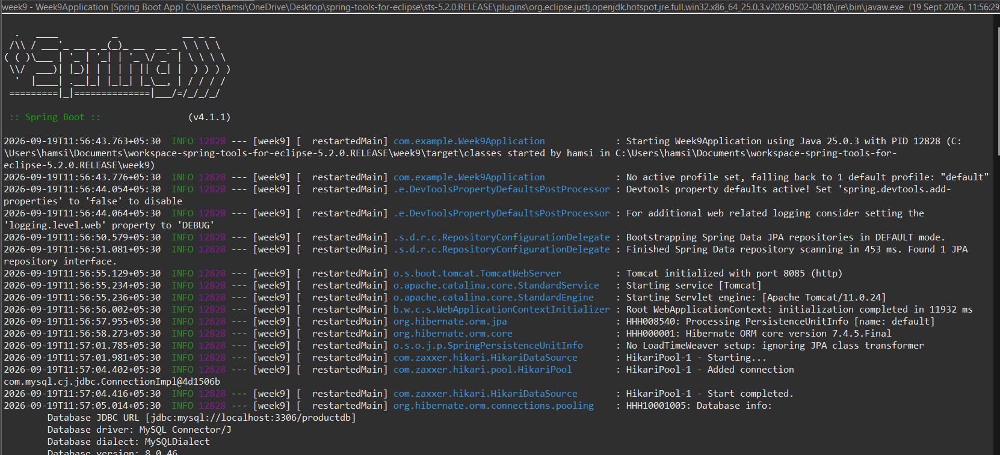 week9 - Week9Application [Spring Boot App] C:\Users\hamsi\OneDrive\Desktop\spring-tools-for-eclipse\sts-5.2.0.RELEASE\plugins\org.eclipse.justj.openjdk.hotspot.jre.full.win32.x86_64_25.0.3.v20260502-0818\jre\bin\javaw.exe  (19 Sept 2026, 11:56:29
  .   ____          _            __ _ _
 /\\ / ___'_ __ _ _(_)_ __  __ _ \ \ \ \
( ( )\___ | '_ | '_| | '_ \/ _` | \ \ \ \
 \\/  ___)| |_)| | | | | || (_| |  ) ) ) )
  '  |____| .__|_| |_|_| |_\__, | / / / /
 =========|_|==============|___/=/_/_/_/
 :: Spring Boot ::                (v4.1.1)
2026-09-19T11:56:43.763+05:30  INFO 12828 --- [week9] [  restartedMain] com.example.Week9Application             : Starting Week9Application using Java 25.0.3 with PID 12828 (C:
\Users\hamsi\Documents\workspace-spring-tools-for-eclipse-5.2.0.RELEASE\week9\target\classes started by hamsi in C:\Users\hamsi\Documents\workspace-spring-tools-for-
eclipse-5.2.0.RELEASE\week9)
2026-09-19T11:56:43.776+05:30  INFO 12828 --- [week9] [  restartedMain] com.example.Week9Application             : No active profile set, falling back to 1 default profile: "default"
2026-09-19T11:56:44.054+05:30  INFO 12828 --- [week9] [  restartedMain] .e.DevToolsPropertyDefaultsPostProcessor : Devtools property defaults active! Set 'spring.devtools.add-
properties' to 'false' to disable
2026-09-19T11:56:44.064+05:30  INFO 12828 --- [week9] [  restartedMain] .e.DevToolsPropertyDefaultsPostProcessor : For additional web related logging consider setting the
'logging.level.web' property to 'DEBUG'
2026-09-19T11:56:50.579+05:30  INFO 12828 --- [week9] [  restartedMain] .s.d.r.c.RepositoryConfigurationDelegate : Bootstrapping Spring Data JPA repositories in DEFAULT mode.
2026-09-19T11:56:51.081+05:30  INFO 12828 --- [week9] [  restartedMain] .s.d.r.c.RepositoryConfigurationDelegate : Finished Spring Data repository scanning in 453 ms. Found 1 JPA
repository interface.
2026-09-19T11:56:55.129+05:30  INFO 12828 --- [week9] [  restartedMain] o.s.boot.tomcat.TomcatWebServer          : Tomcat initialized with port 8085 (http)
2026-09-19T11:56:55.234+05:30  INFO 12828 --- [week9] [  restartedMain] o.apache.catalina.core.StandardService   : Starting service [Tomcat]
2026-09-19T11:56:55.236+05:30  INFO 12828 --- [week9] [  restartedMain] o.apache.catalina.core.StandardEngine    : Starting Servlet engine: [Apache Tomcat/11.0.24]
2026-09-19T11:56:56.002+05:30  INFO 12828 --- [week9] [  restartedMain] b.w.c.s.WebApplicationContextInitializer : Root WebApplicationContext: initialization completed in 11932 ms
2026-09-19T11:56:57.955+05:30  INFO 12828 --- [week9] [  restartedMain] org.hibernate.orm.jpa                    : HHH008540: Processing PersistenceUnitInfo [name: default]
2026-09-19T11:56:58.273+05:30  INFO 12828 --- [week9] [  restartedMain] org.hibernate.orm.core                   : HHH000001: Hibernate ORM core version 7.4.5.Final
2026-09-19T11:57:01.785+05:30  INFO 12828 --- [week9] [  restartedMain] o.s.o.j.p.SpringPersistenceUnitInfo      : No LoadTimeWeaver setup: ignoring JPA class transformer
2026-09-19T11:57:01.981+05:30  INFO 12828 --- [week9] [  restartedMain] com.zaxxer.hikari.HikariDataSource       : HikariPool-1 - Starting...
2026-09-19T11:57:04.402+05:30  INFO 12828 --- [week9] [  restartedMain] com.zaxxer.hikari.pool.HikariPool        : HikariPool-1 - Added connection
com.mysql.cj.jdbc.ConnectionImpl@4d1506b
2026-09-19T11:57:04.416+05:30  INFO 12828 --- [week9] [  restartedMain] com.zaxxer.hikari.HikariDataSource       : HikariPool-1 - Start completed.
2026-09-19T11:57:05.014+05:30  INFO 12828 --- [week9] [  restartedMain] org.hibernate.orm.connections.pooling    : HHH10001005: Database info:
	Database JDBC URL [jdbc:mysql://localhost:3306/productdb]
	Database driver: MySQL Connector/J
	Database dialect: MySQLDialect
	Database version: 8.0.46